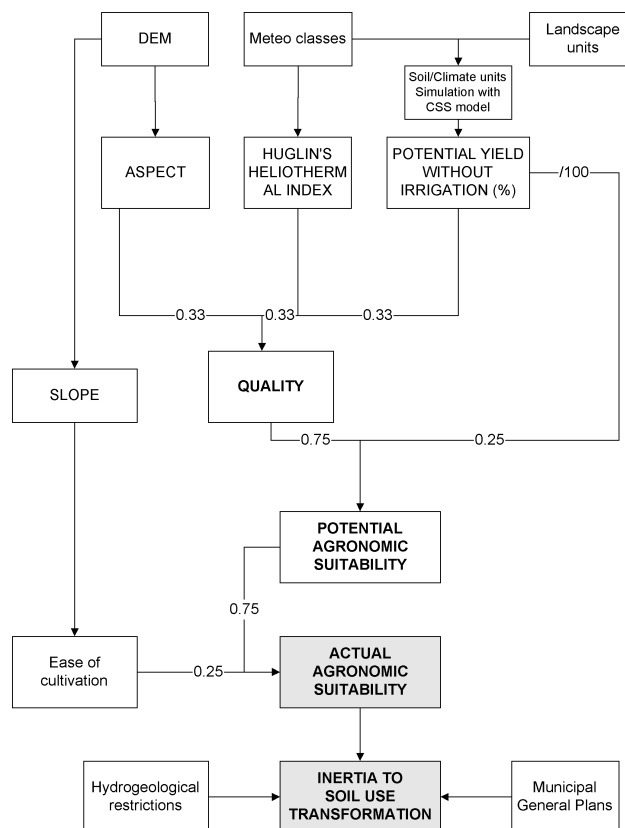 DEM
Meteo classes
Landscape
units
Soil/Climate units
Simulation with
CSS model
ASPECT
HUGLIN'S
HELIOTHERM
AL INDEX
POTENTIAL YIELD
WITHOUT
IRRIGATION (%)
/100
0.33
0.33
0.33
SLOPE
QUALITY
0.75
0.25
POTENTIAL
AGRONOMIC
SUITABILITY
0.75
Ease of
cultivation
0.25
ACTUAL
AGRONOMIC
SUITABILITY
Hydrogeological
restrictions
INERTIA TO
SOIL USE
TRANSFORMATION
Municipal
General Plans